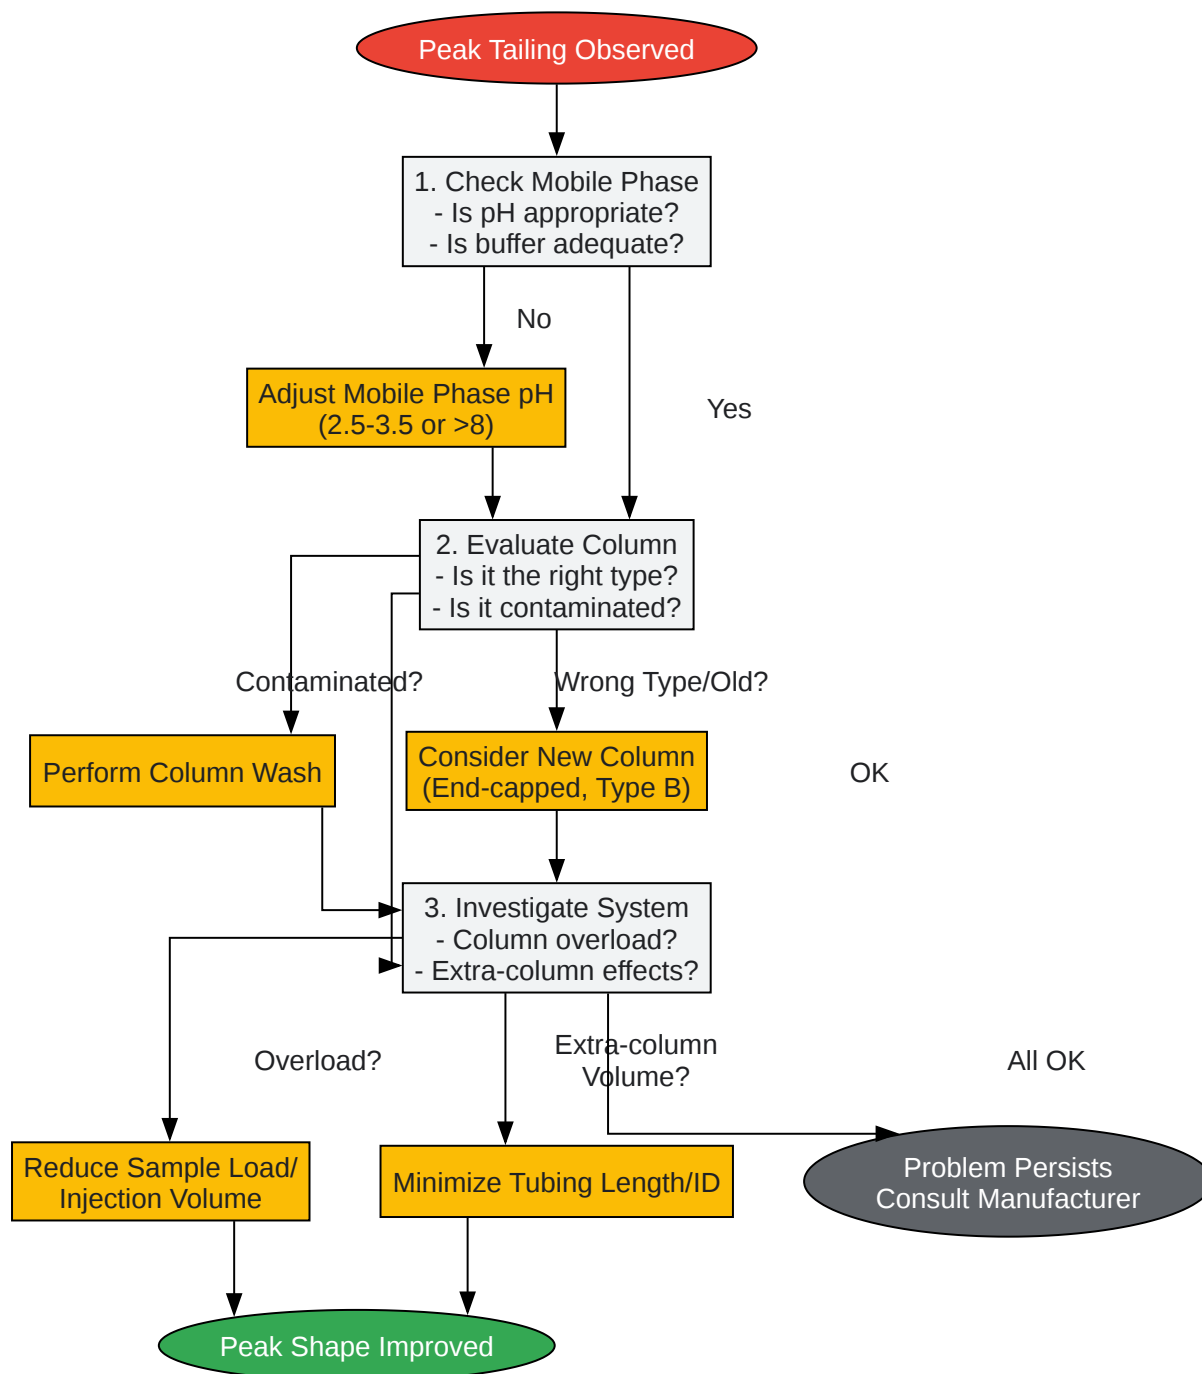 Peak Tailing Observed
1. Check Mobile Phase
- Is pH appropriate?
- Is buffer adequate?
No
Adjust Mobile Phase pH
(2.5-3.5 or >8)
Yes
2. Evaluate Column
- Is it the right type?
- Is it contaminated?
Contaminated?
Wrong Type/Old?
Perform Column Wash
Consider New Column
(End-capped, Type B)
OK
3. Investigate System
- Column overload?
- Extra-column effects?
Overload?
Extra-column
Volume?
All OK
Reduce Sample Load/
Injection Volume
Minimize Tubing Length/ID
Problem Persists
Consult Manufacturer
Peak Shape Improved